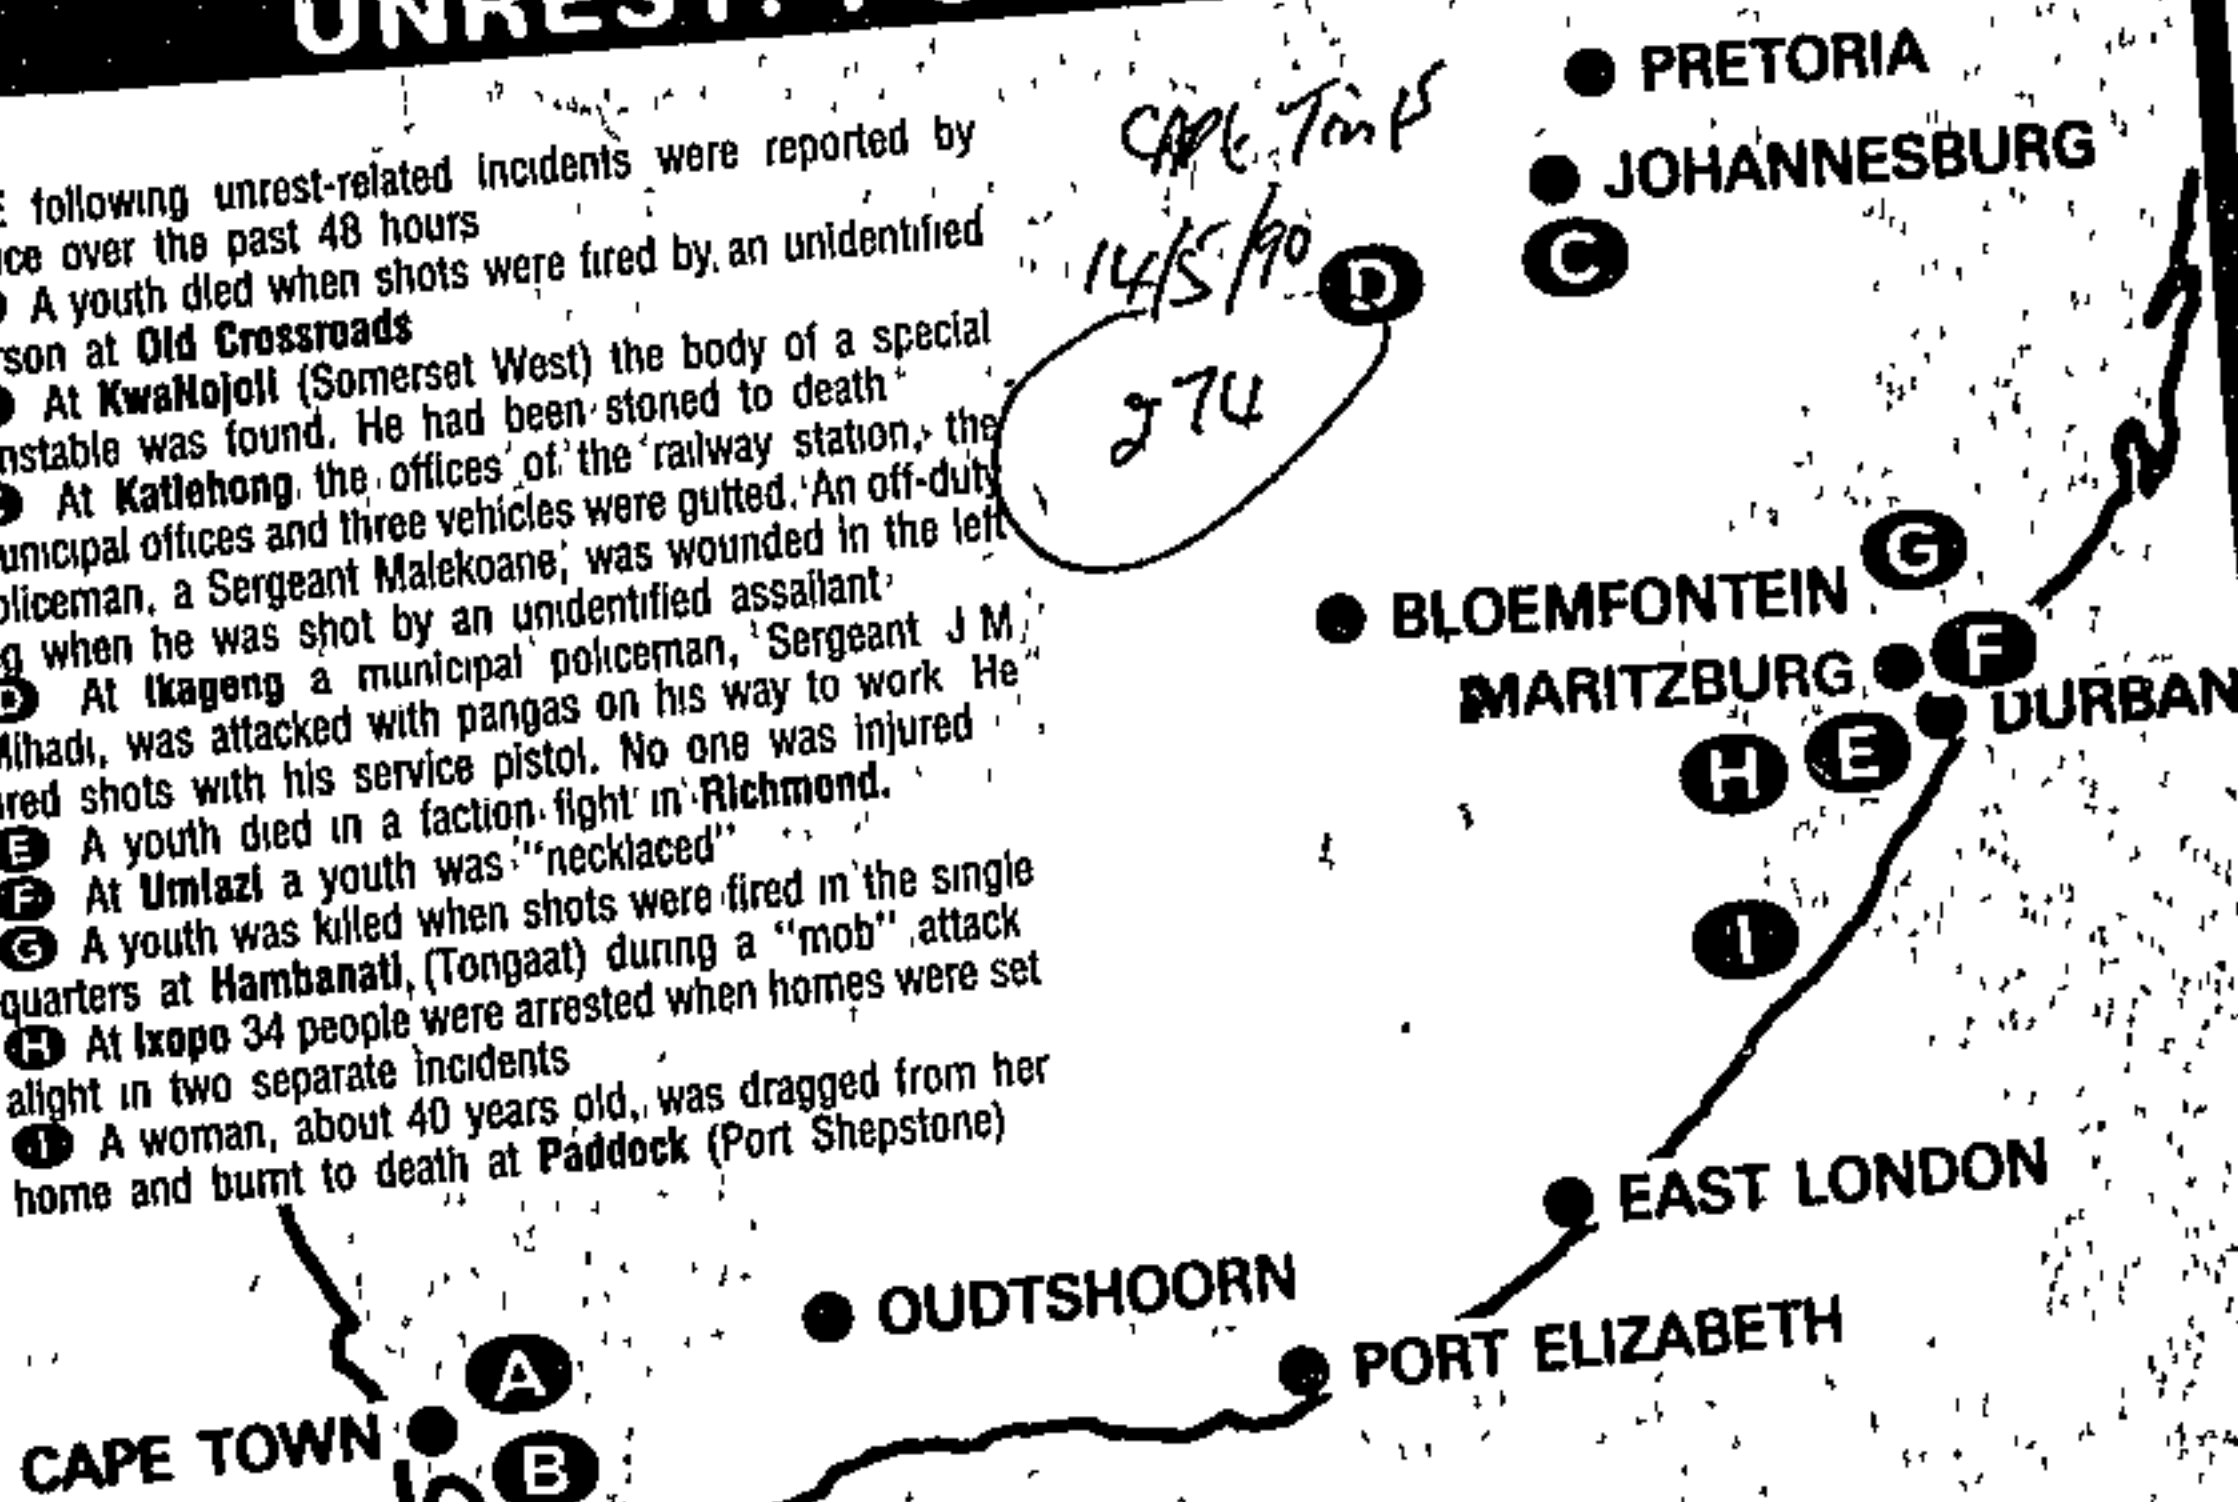 UNREST:
E following unrest-related incidents were reported by
ice over the past 48 hours
A youth died when shots were fired by an unidentified
rson at Old Crossroads
At KwaNojoli (Somerset West) the body of a special
nstable was found. He had been stoned to death
At Katlehong the offices of the railway station, the
unicipal offices and three vehicles were gutted. An off-duty
oliceman, a Sergeant Malekoane, was wounded in the left
g when he was shot by an unidentified assailant
D At Ikageng a municipal policeman, Sergeant J M
Mihadi, was attacked with pangas on his way to work He
ired shots with his service pistol. No one was injured
E A youth died in a faction fight in Richmond.
F At Umlazi a youth was "necklaced"
G A youth was killed when shots were fired in the single
quarters at Hambanati, (Tongaat) during a "mob" attack
H At Ixopo 34 people were arrested when homes were set
alight in two separate incidents
I A woman, about 40 years old, was dragged from her
home and burnt to death at Paddock (Port Shepstone)
Cape Times
14/5/90
274
PRETORIA
JOHANNESBURG
C
D
G
BLOEMFONTEIN
F
MARITZBURG
DURBAN
H
E
I
EAST LONDON
OUDTSHOORN
PORT ELIZABETH
A
CAPE TOWN
B